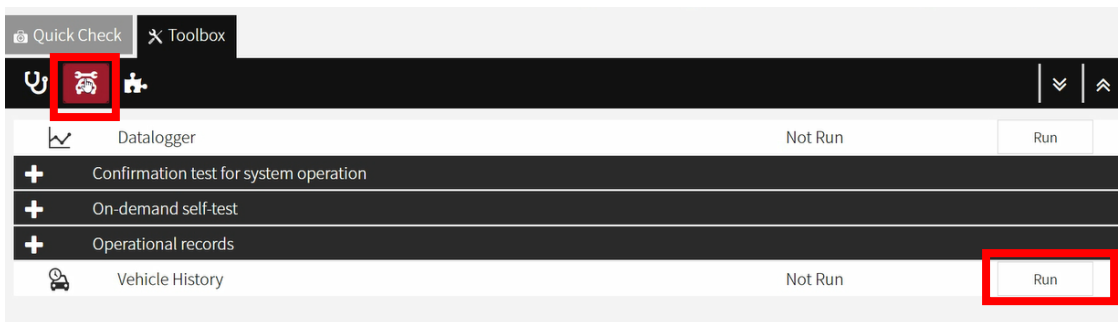 Quick Check Toolbox
Datalogger Not Run Run
Confirmation test for system operation
On-demand self-test
Operational records
Vehicle History Not Run Run